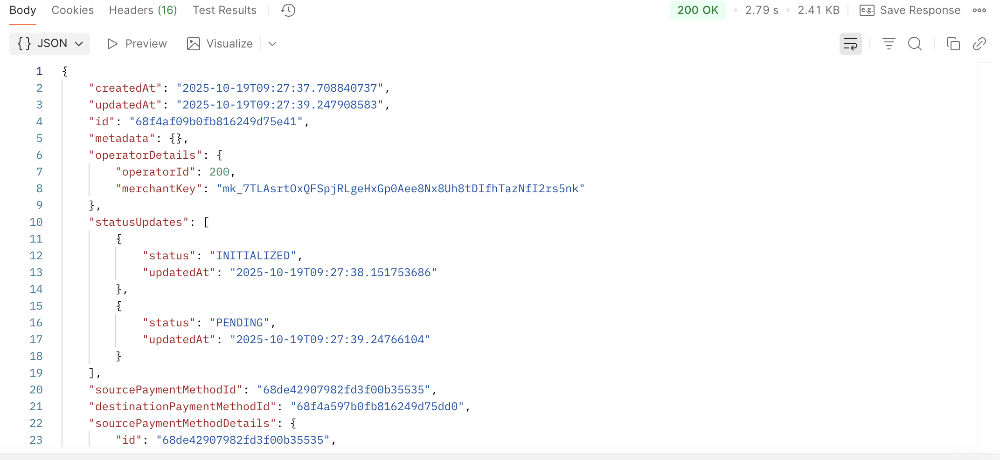 Body Cookies Headers (16) Test Results 200 OK • 2.79 s • 2.41 KB e.g. Save Response
{} JSON Preview Visualize
1 {
2 "createdAt": "2025-10-19T09:27:37.708840737",
3 "updatedAt": "2025-10-19T09:27:39.247908583",
4 "id": "68f4af09b0fb816249d75e41",
5 "metadata": {},
6 "operatorDetails": {
7 "operatorId": 200,
8 "merchantKey": "mk_7TLAsrtOxQFSpjRLgeHxGp0Aee8Nx8Uh8tDIfhTazNfI2rs5nk"
9 },
10 "statusUpdates": [
11 {
12 "status": "INITIALIZED",
13 "updatedAt": "2025-10-19T09:27:38.151753686"
14 },
15 {
16 "status": "PENDING",
17 "updatedAt": "2025-10-19T09:27:39.24766104"
18 }
19 ],
20 "sourcePaymentMethodId": "68de42907982fd3f00b35535",
21 "destinationPaymentMethodId": "68f4a597b0fb816249d75dd0",
22 "sourcePaymentMethodDetails": {
23 "id": "68de42907982fd3f00b35535",